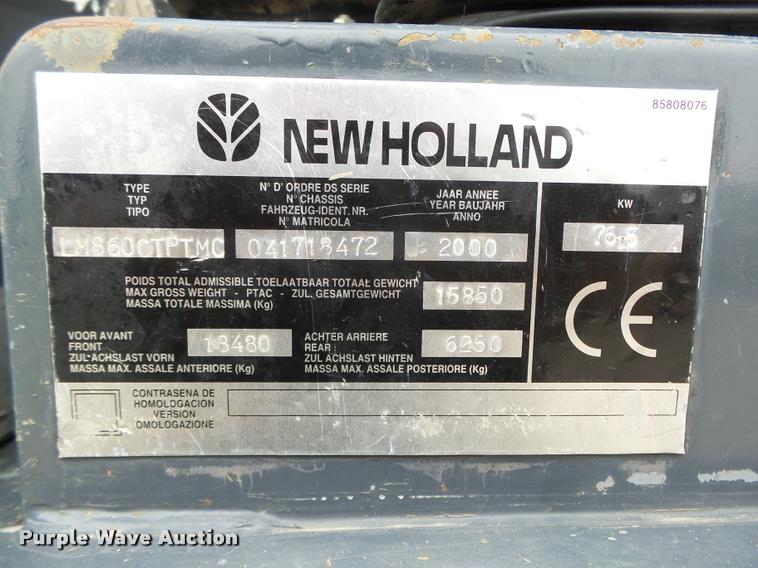 85808076
NEW HOLLAND
TYPE
TYP
TIPO
N° D' ORDRE DS SERIE
N° CHASSIS
FAHRZEUG-IDENT. NR.
N° MATRICOLA
JAAR ANNEE
YEAR BAUJAHR
ANNO
KW
LM860CTPTMC 041718472 2000 76.5
POIDS TOTAL ADMISSIBLE TOELAATBAAR TOTAAL GEWICHT
MAX GROSS WEIGHT - PTAC - ZUL. GESAMTGEWICHT
MASSA TOTALE MASSIMA (Kg)
15850
VOOR AVANT
FRONT
ZUL ACHSLAST VORN
MASSA MAX. ASSALE ANTERIORE (Kg)
13480
ACHTER ARRIERE
REAR
ZUL ACHSLAST HINTEN
MASSA MAX. ASSALE POSTERIORE (Kg)
6250
CE
CONTRASENA DE
HOMOLOGACION
VERSION
OMOLOGAZIONE
Purple Wave Auction